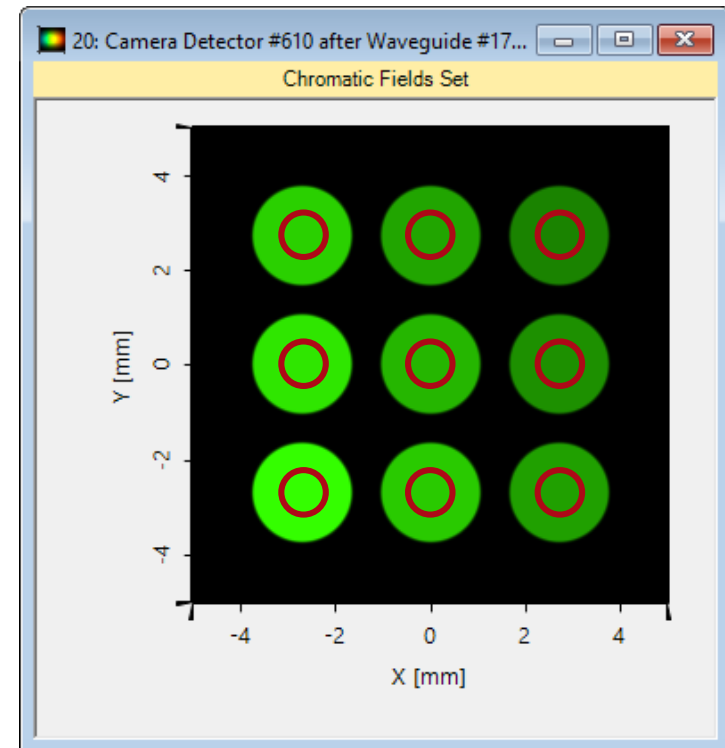 20: Camera Detector #610 after Waveguide #17...
Chromatic Fields Set
4
2
0
-2
-4
Y [mm]
-4 -2 0 2 4
X [mm]